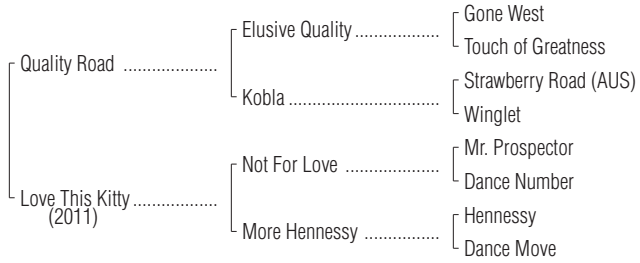 Gone West
Elusive Quality
Touch of Greatness
Quality Road
Strawberry Road (AUS)
Kobla
Winglet
Mr. Prospector
Not For Love
Dance Number
Love This Kitty
(2011)
Hennessy
More Hennessy
Dance Move